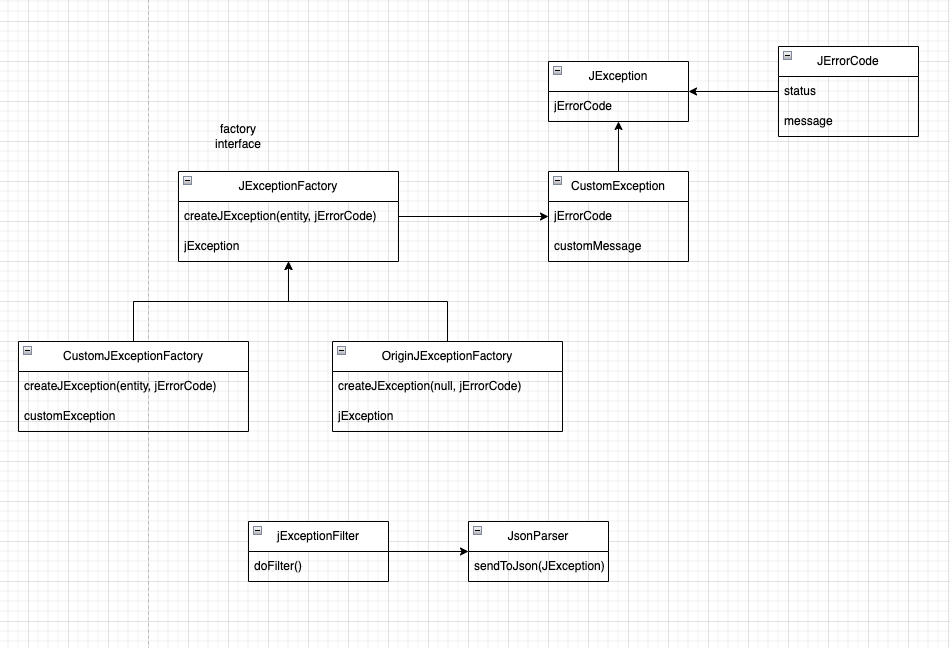 JErrorCode
status
message
JException
jErrorCode
factory
interface
JExceptionFactory
createJException(entity, jErrorCode)
jException
CustomException
jErrorCode
customMessage
CustomJExceptionFactory
createJException(entity, jErrorCode)
customException
OriginJExceptionFactory
createJException(null, jErrorCode)
jException
jExceptionFilter
doFilter()
JsonParser
sendToJson(JException)